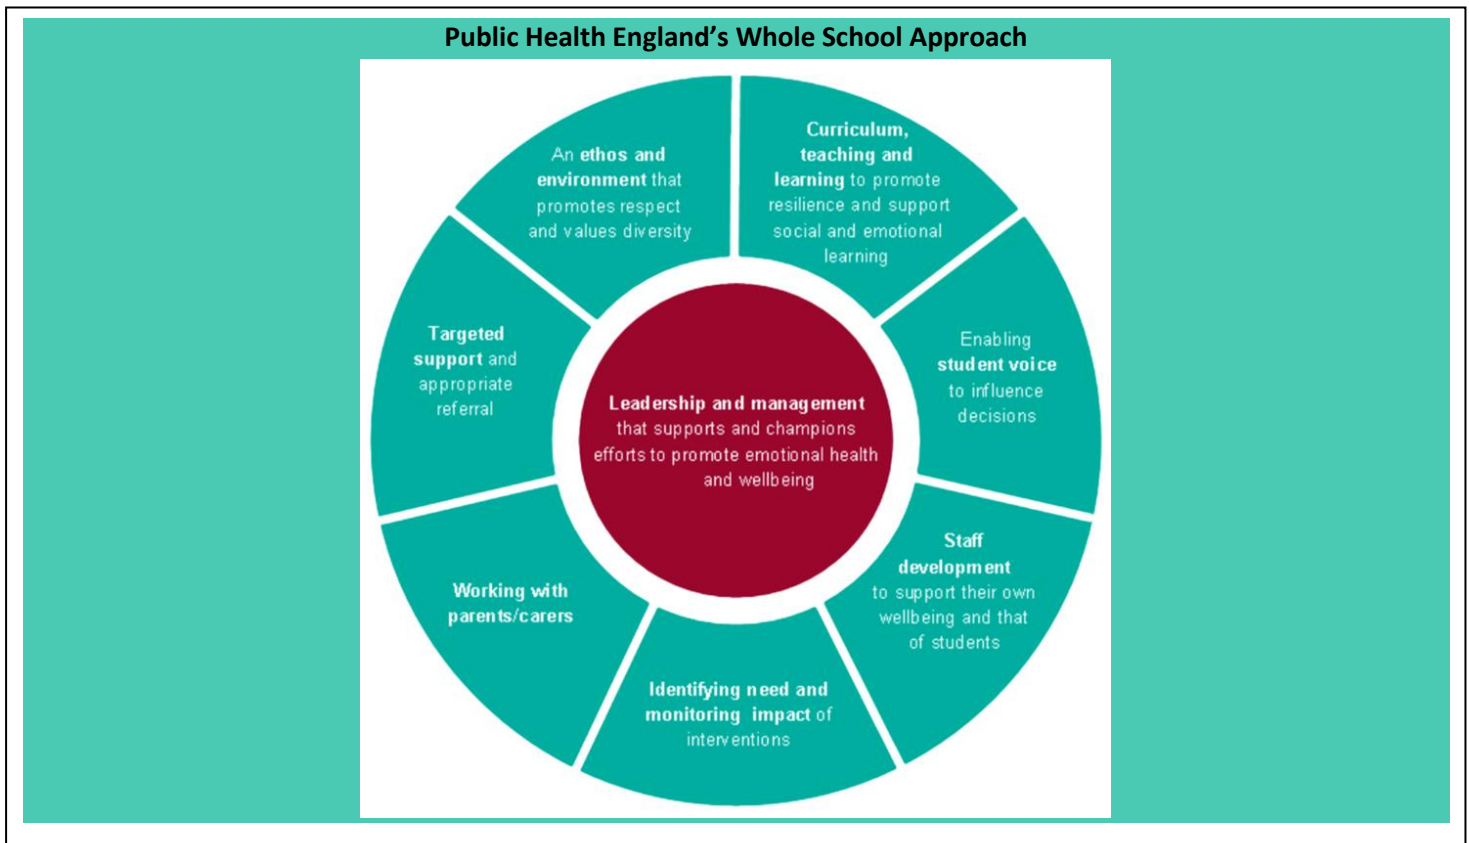 Public Health England’s Whole School Approach
An ethos and
environment that
promotes respect
and values diversity
Curriculum,
teaching and
learning to promote
resilience and support
social and emotional
learning
Enabling
student voice
to influence
decisions
Staff
development
to support their own
wellbeing and that
of students
Identifying need and
monitoring impact of
interventions
Working with
parents/carers
Targeted
support and
appropriate
referral
Leadership and management
that supports and champions
efforts to promote emotional health
and wellbeing